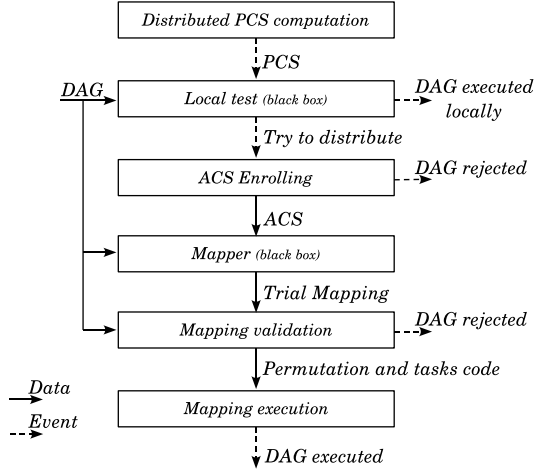 Distributed PCS computation
PCS
DAG
Local test (black box)
DAG executed
locally
Try to distribute
ACS Enrolling
DAG rejected
ACS
Mapper (black box)
Trial Mapping
Mapping validation
DAG rejected
Permutation and tasks code
Data
Mapping execution
Event
DAG executed